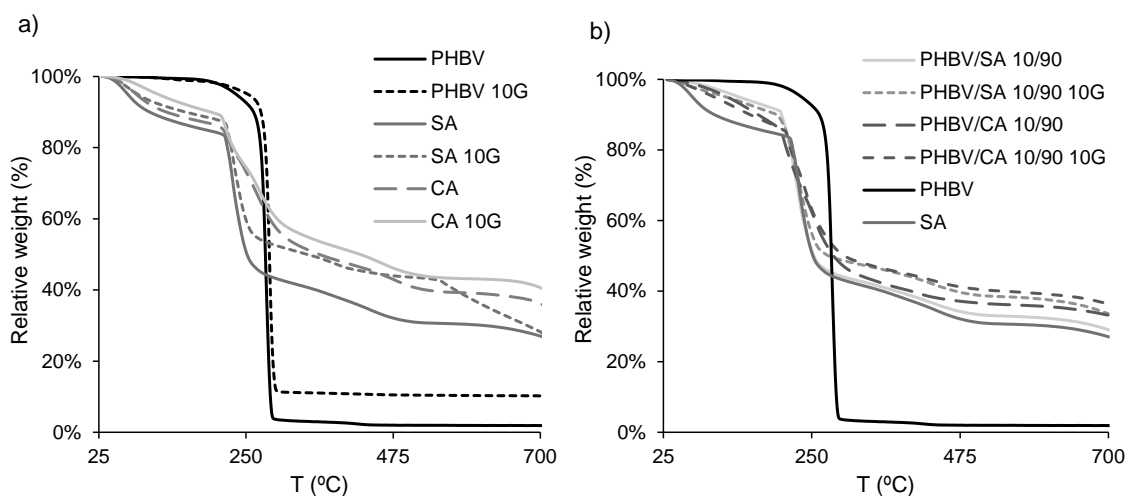 a)
PHBV
PHBV 10G
SA
SA 10G
CA
CA 10G
100%
80%
60%
40%
20%
0%
Relative weight (%)
25
250
475
700
T (ºC)
b)
PHBV/SA 10/90
PHBV/SA 10/90 10G
PHBV/CA 10/90
PHBV/CA 10/90 10G
PHBV
SA
100%
80%
60%
40%
20%
0%
Relative weight (%)
25
250
475
700
T (ºC)